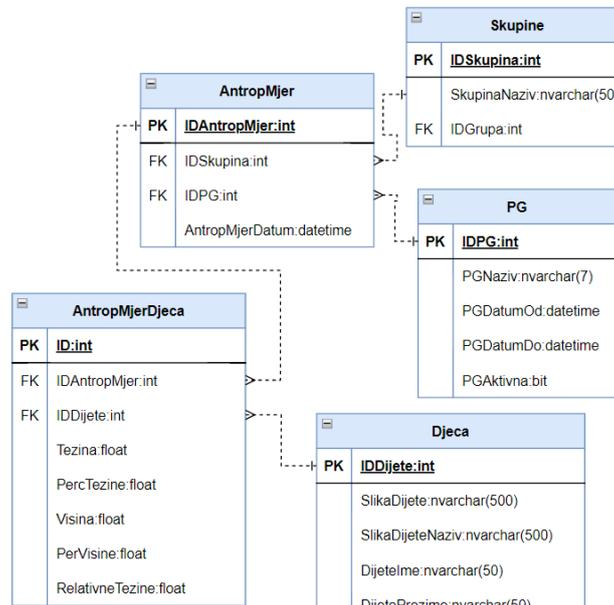 Skupine
PK IDSkupina:int
SkupinaNaziv:nvarchar(50
FK IDGrupa:int
AntropMjer
PK IDAntropMjer:int
FK IDSkupina:int
FK IDPG:int
AntropMjerDatum:datetime
PG
PK IDPG:int
PGNaziv:nvarchar(7)
PGDatumOd:datetime
PGDatumDo:datetime
PGAktivna:bit
AntropMjerDjeca
PK ID:int
FK IDAntropMjer:int
FK IDDijete:int
Tezina:float
PercTezine:float
Visina:float
PerVisine:float
RelativneTezine:float
Djeca
PK IDDijete:int
SlikaDijete:nvarchar(500)
SlikaDijeteNaziv:nvarchar(500)
DijeteIme:nvarchar(50)
DijetePrezime:nvarchar(50)